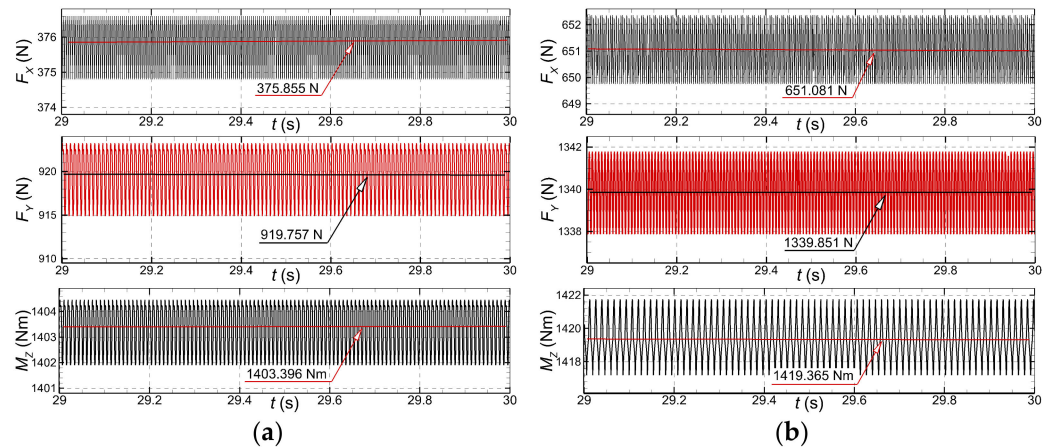 F_X (N)
376
375
374
375.855 N
29 29.2 29.4 29.6 29.8 30
t (s)
F_Y (N)
920
915
910
919.757 N
29 29.2 29.4 29.6 29.8 30
t (s)
M_Z (Nm)
1404
1403
1402
1401
1403.396 Nm
29 29.2 29.4 29.6 29.8 30
t (s)
(a)
F_X (N)
652
651
650
649
651.081 N
29 29.2 29.4 29.6 29.8 30
t (s)
F_Y (N)
1342
1340
1338
1339.851 N
29 29.2 29.4 29.6 29.8 30
t (s)
M_Z (Nm)
1422
1420
1418
1419.365 Nm
29 29.2 29.4 29.6 29.8 30
t (s)
(b)